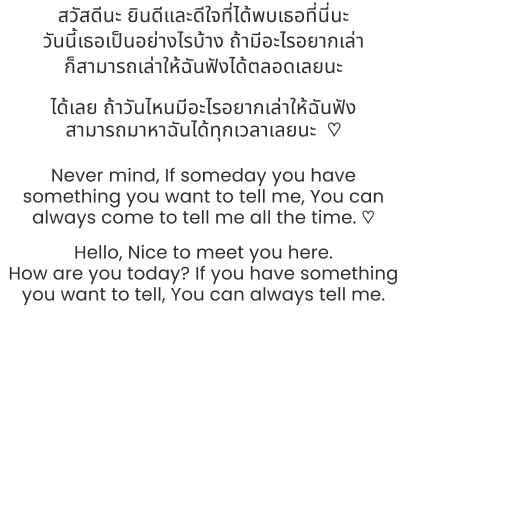 สวัสดีนะ ยินดีและดีใจที่ได้พบเธอที่นี่นะ
วันนี้เธอเป็นอย่างไรบ้าง ถ้ามีอะไรอยากเล่า
ก็สามารถเล่าให้ฉันฟังได้ตลอดเลยนะ
ได้เลย ถ้าวันไหนมีอะไรอยากเล่าให้ฉันฟัง
สามารถมาหาฉันได้ทุกเวลาเลยนะ ♡
Never mind, If someday you have
something you want to tell me, You can
always come to tell me all the time. ♡
Hello, Nice to meet you here.
How are you today? If you have something
you want to tell, You can always tell me.